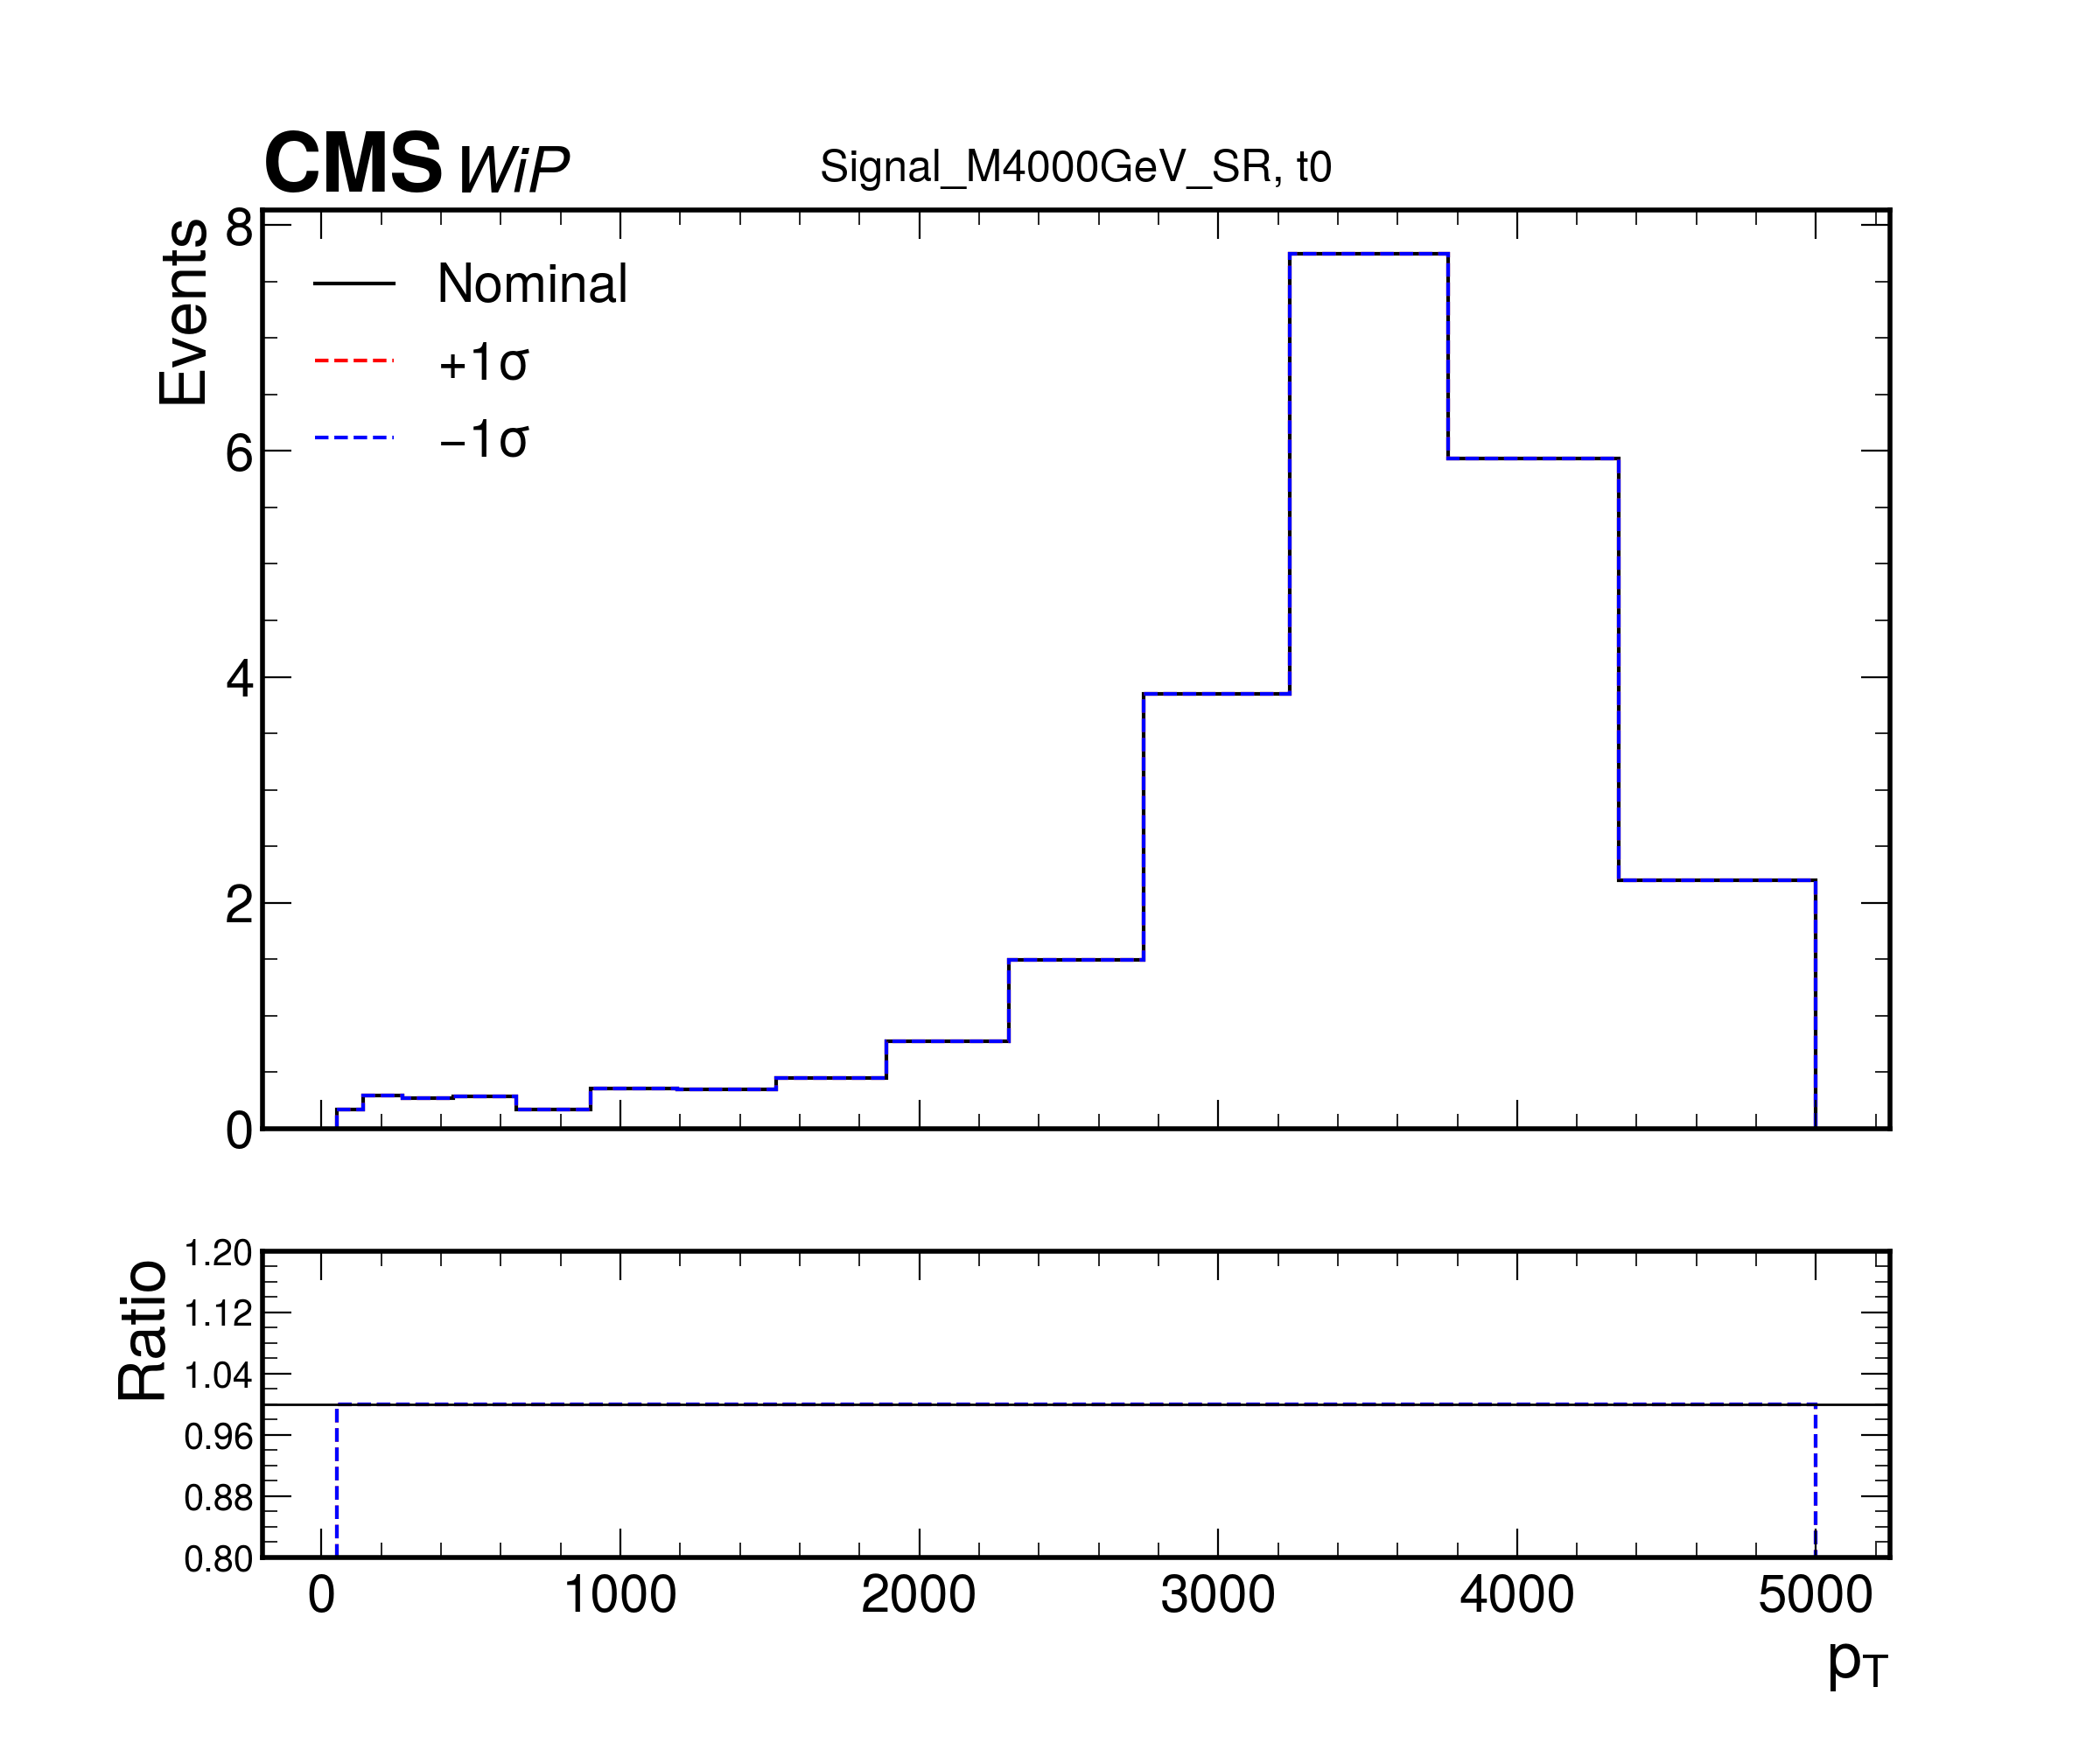 CMS WiP
Signal_M4000GeV_SR, t0
Events
8
6
4
2
0
Nominal
+1σ
−1σ
Ratio
1.20
1.12
1.04
0.96
0.88
0.80
0 1000 2000 3000 4000 5000
pT